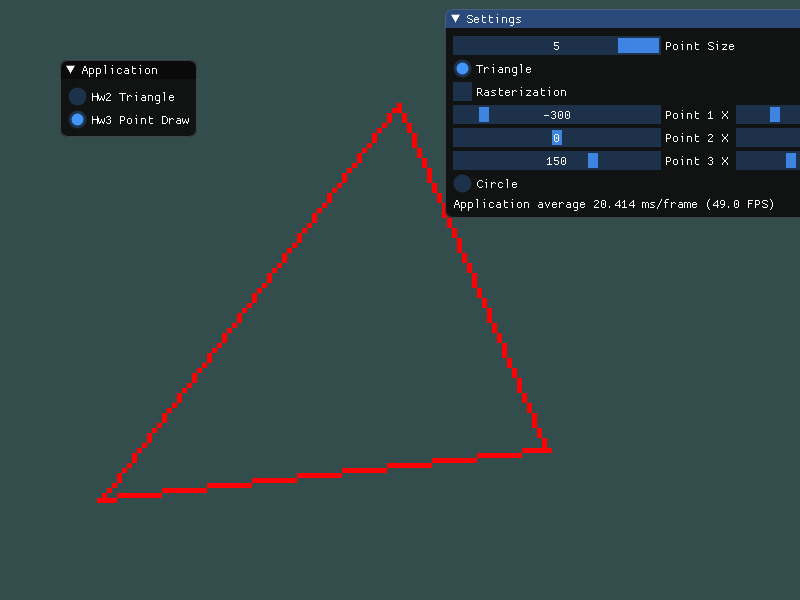 Settings
5 Point Size
Application
Triangle
Hw2 Triangle
Rasterization
-300 Point 1 X
Hw3 Point Draw
0 Point 2 X
150 Point 3 X
Circle
Application average 20.414 ms/frame (49.0 FPS)